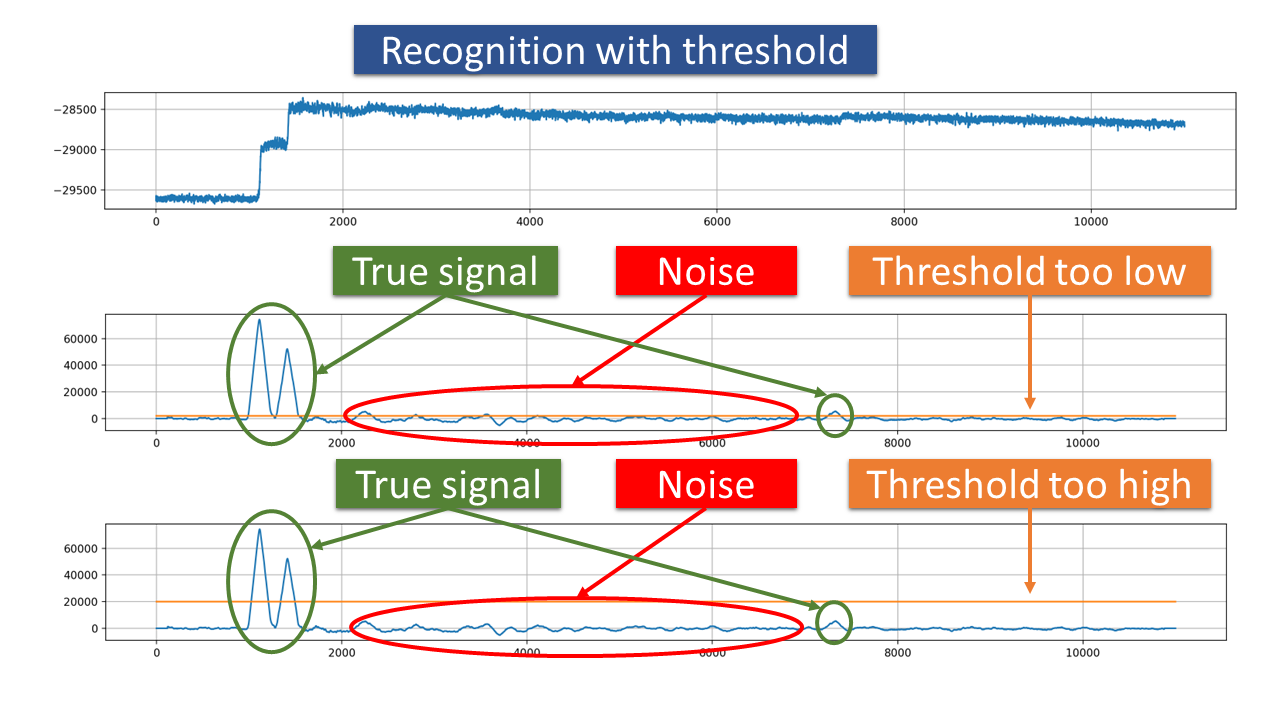 Recognition with threshold
−28500
−29000
−29500
0 2000 4000 6000 8000 10000
True signal Noise Threshold too low
60000
40000
20000
0
0 2000 4000 6000 8000 10000
True signal Noise Threshold too high
60000
40000
20000
0
0 2000 4000 6000 8000 10000